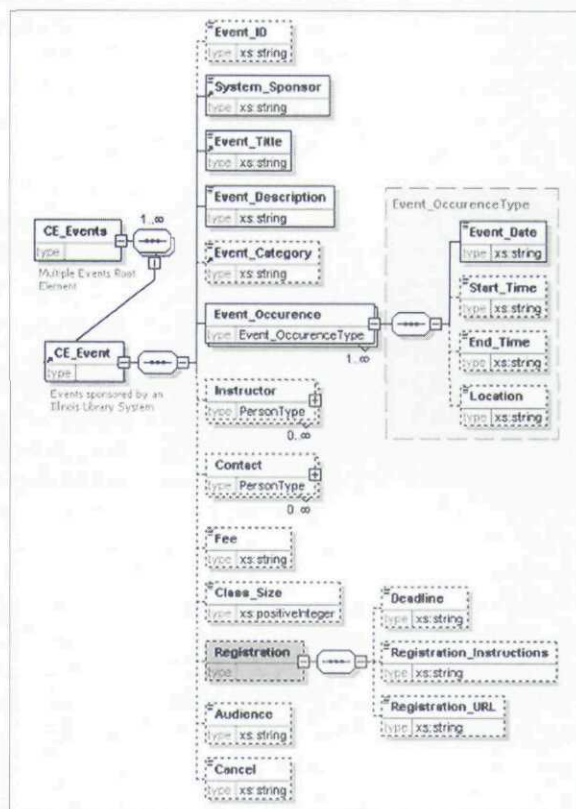 Event_ID
type xs:string
System_Sponsor
type xs:string
Event_Title
type xs:string
Event_Description
type xs:string
Event_Category
type xs:string
CE_Events
type
1..∞
Multiple Events Root
Element
CE_Event
type
Events sponsored by an
Illinois Library System
Event_Occurence
type Event_OccurenceType
1..∞
Event_OccurenceType
Event_Date
type xs:string
Start_Time
type xs:string
End_Time
type xs:string
Location
type xs:string
Instructor
type PersonType
0..∞
Contact
type PersonType
0..∞
Fee
type xs:string
Class_Size
type xs:positiveInteger
Registration
type
Deadline
type xs:string
Registration_Instructions
type xs:string
Registration_URL
type xs:string
Audience
type xs:string
Cancel
type xs:string